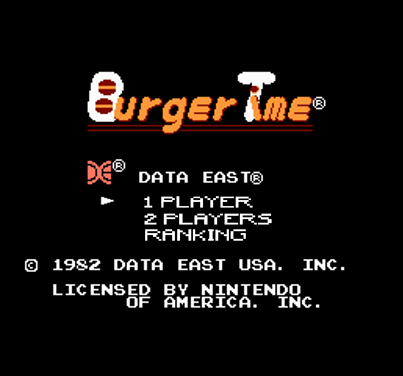 BurgerTime®
® DATA EAST®
1 PLAYER
2 PLAYERS
RANKING
© 1982 DATA EAST USA. INC.
LICENSED BY NINTENDO
OF AMERICA. INC.